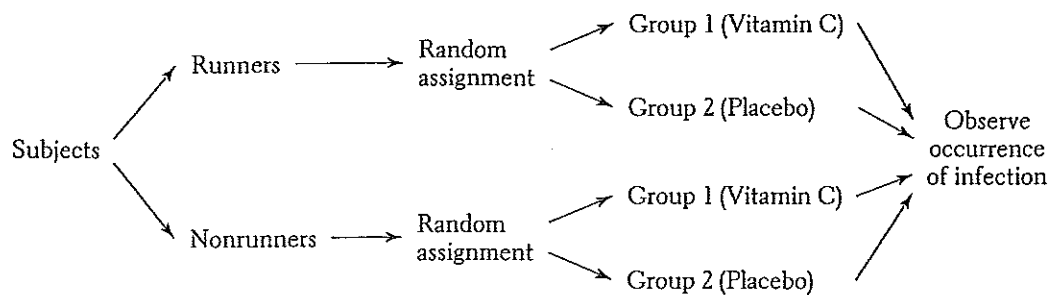 Group 1 (Vitamin C)
Runners
Random
assignment
Group 2 (Placebo)
Subjects
Observe
occurrence
of infection
Group 1 (Vitamin C)
Nonrunners
Random
assignment
Group 2 (Placebo)